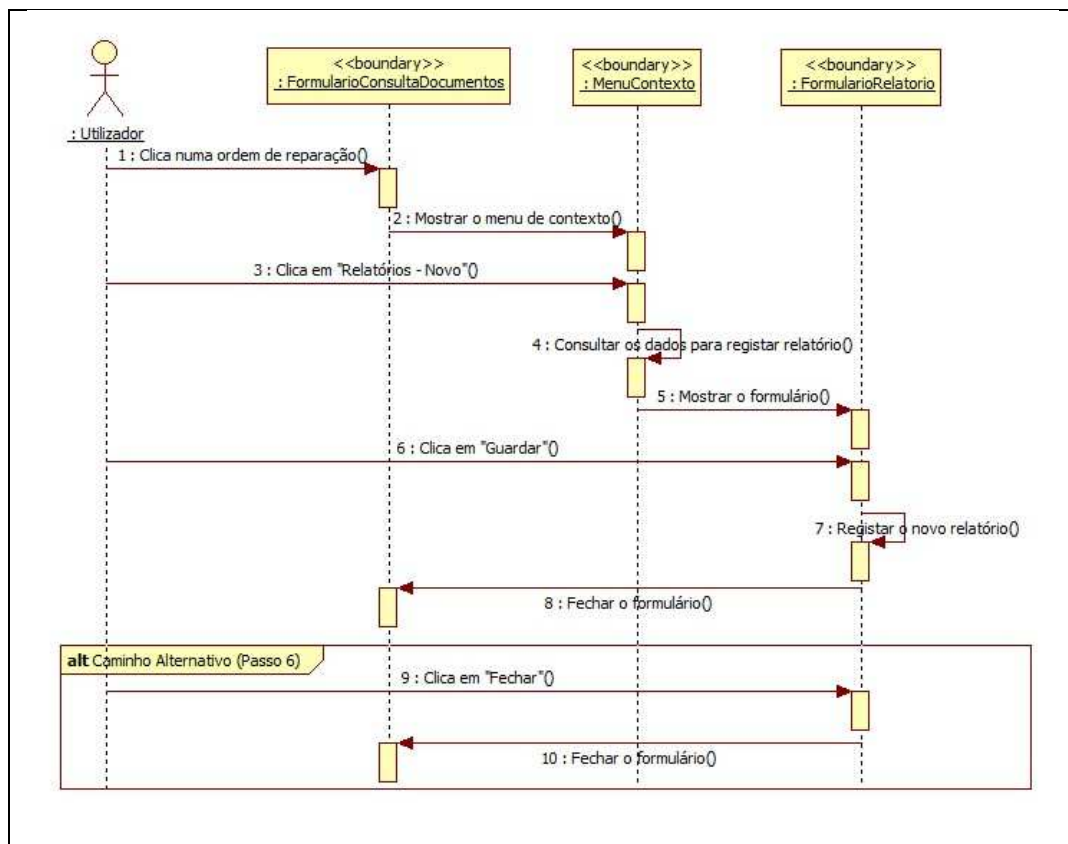 <<boundary>>
: FormularioConsultaDocumentos
<<boundary>>
: MenuContexto
<<boundary>>
: FormularioRelatorio
: Utilizador
1 : Clica numa ordem de reparação()
2 : Mostrar o menu de contexto()
3 : Clica em "Relatórios - Novo"()
4 : Consultar os dados para registar relatório()
5 : Mostrar o formulário()
6 : Clica em "Guardar"()
7 : Registar o novo relatório()
8 : Fechar o formulário()
alt Caminho Alternativo (Passo 6)
9 : Clica em "Fechar"()
10 : Fechar o formulário()